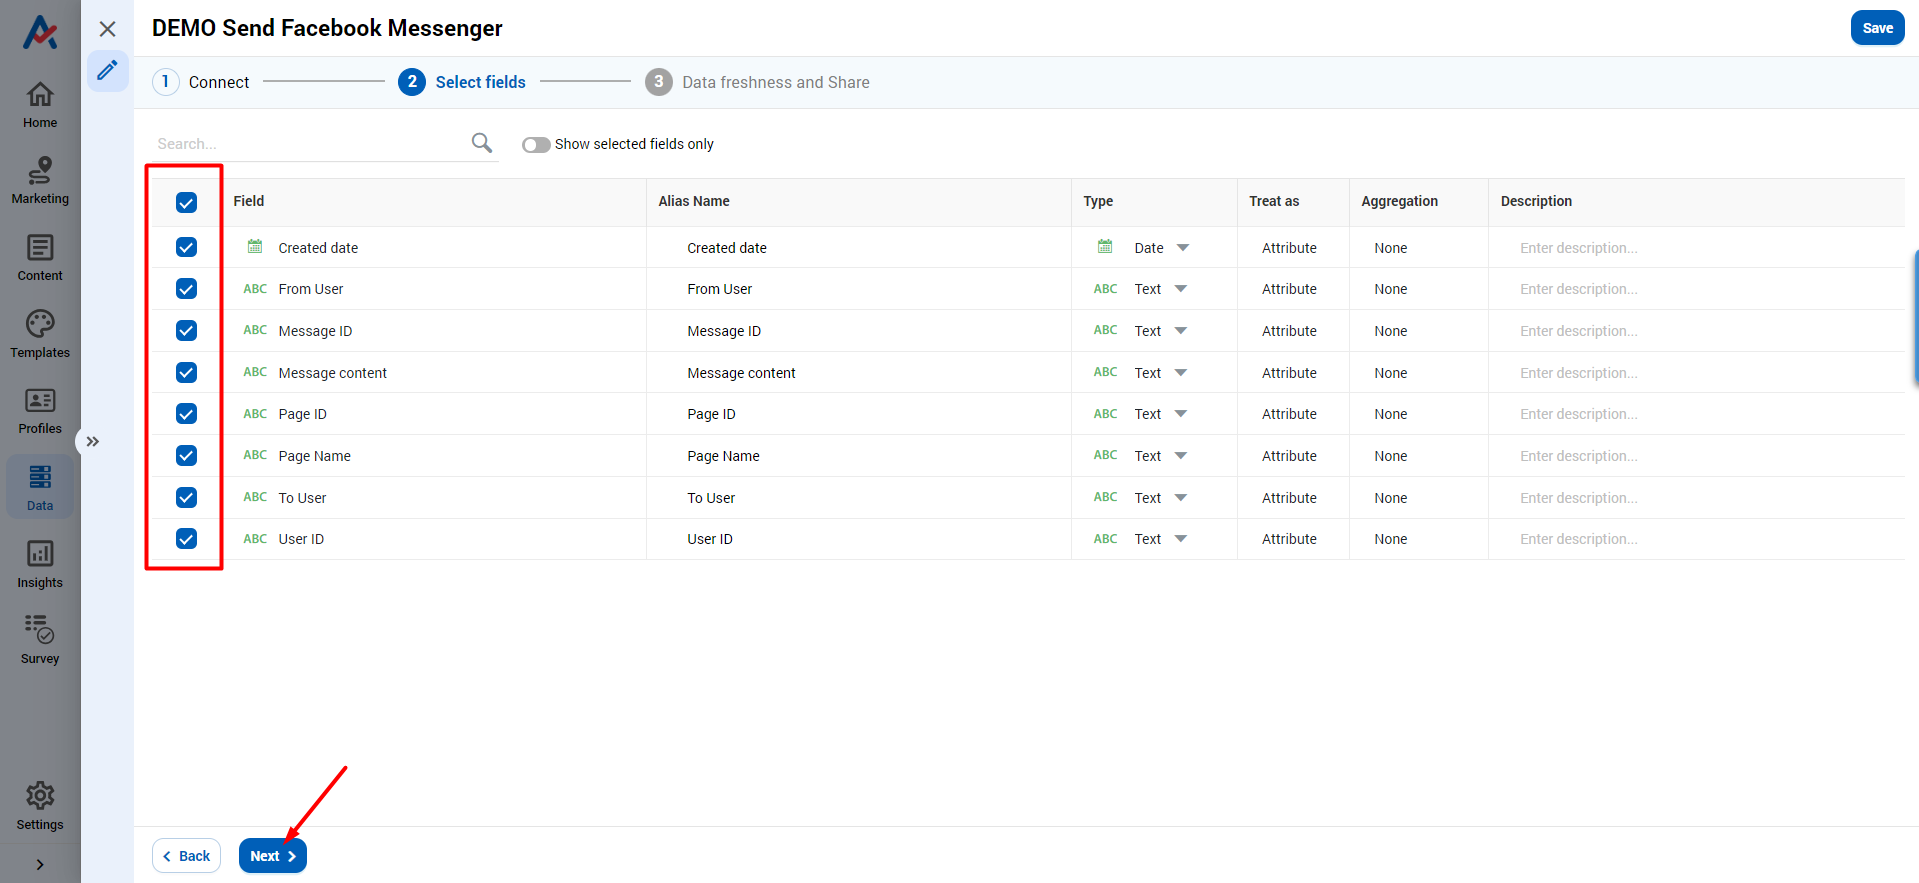 DEMO Send Facebook Messenger
Save
1 Connect
2 Select fields
3 Data freshness and Share
Home
Marketing
Content
Templates
Profiles
Data
Insights
Survey
Settings
Search...
Show selected fields only
Field Alias Name Type Treat as Aggregation Description
Created date Created date Date Attribute None Enter description...
ABC From User From User ABC Text Attribute None Enter description...
ABC Message ID Message ID ABC Text Attribute None Enter description...
ABC Message content Message content ABC Text Attribute None Enter description...
ABC Page ID Page ID ABC Text Attribute None Enter description...
ABC Page Name Page Name ABC Text Attribute None Enter description...
ABC To User To User ABC Text Attribute None Enter description...
ABC User ID User ID ABC Text Attribute None Enter description...
Back
Next